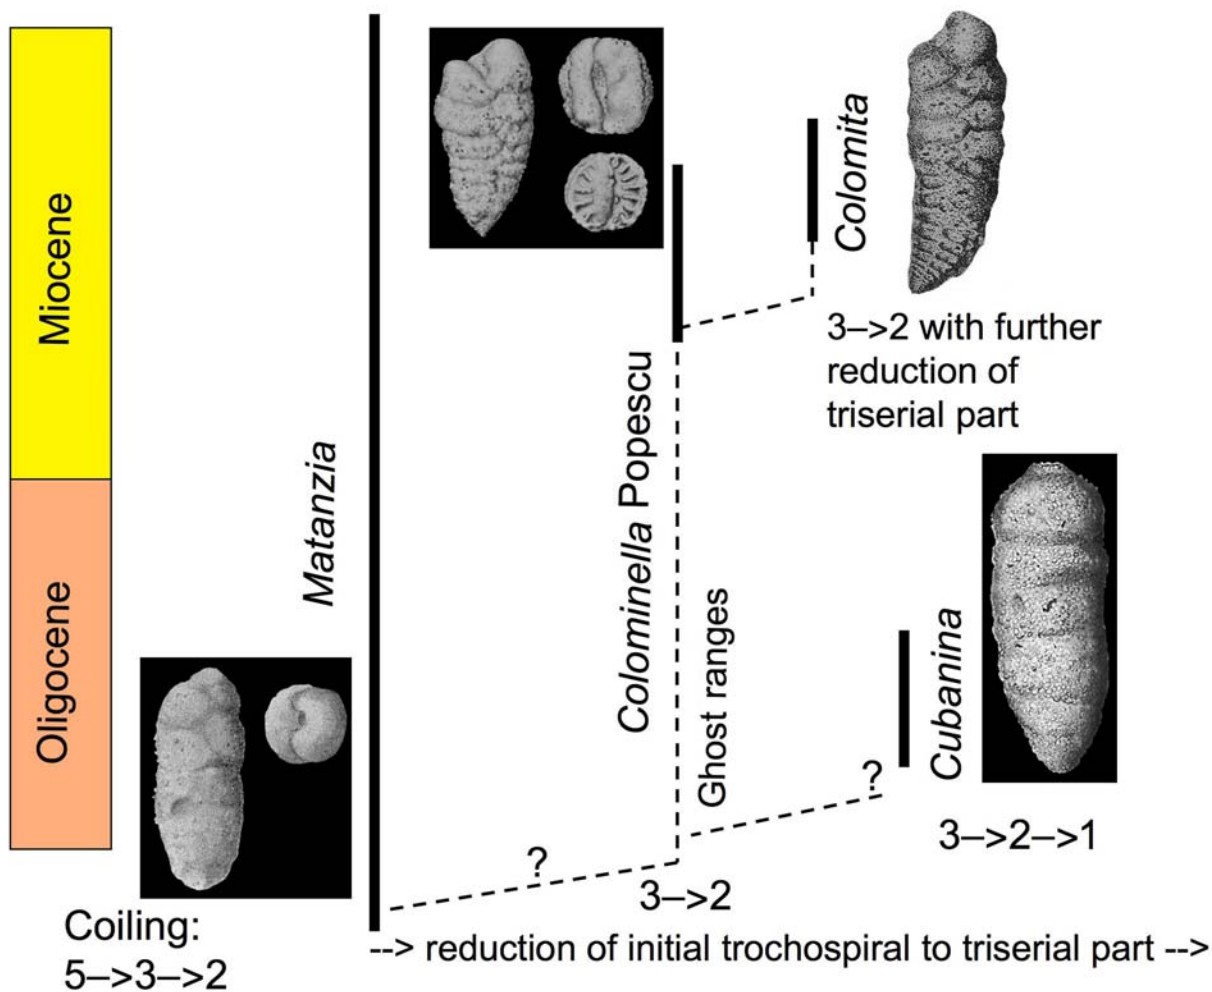 Miocene
Oligocene
Matanzia
Colominella Popescu
Ghost ranges
Colomita
3–>2 with further
reduction of
triserial part
Cubanina
?
?
3–>2–>1
3–>2
Coiling:
5–>3–>2
--> reduction of initial trochospiral to triserial part -->